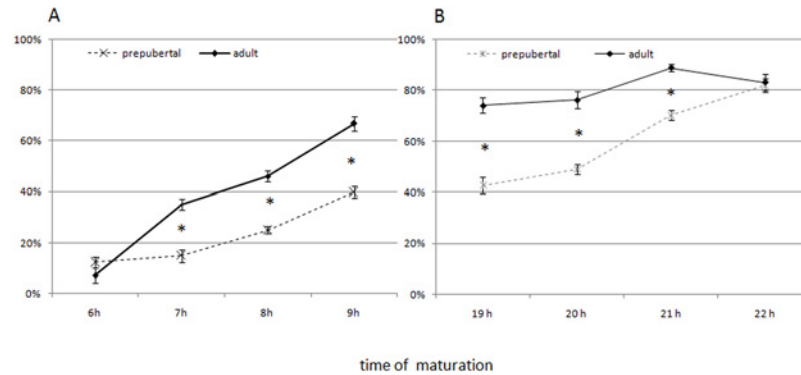 A
prepubertal adult
100%
80%
60%
40%
20%
0%
*
*
*
6h 7h 8h 9h
B
prepubertal adult
100%
80%
60%
40%
20%
0%
*
*
*
19 h 20 h 21 h 22 h
time of maturation